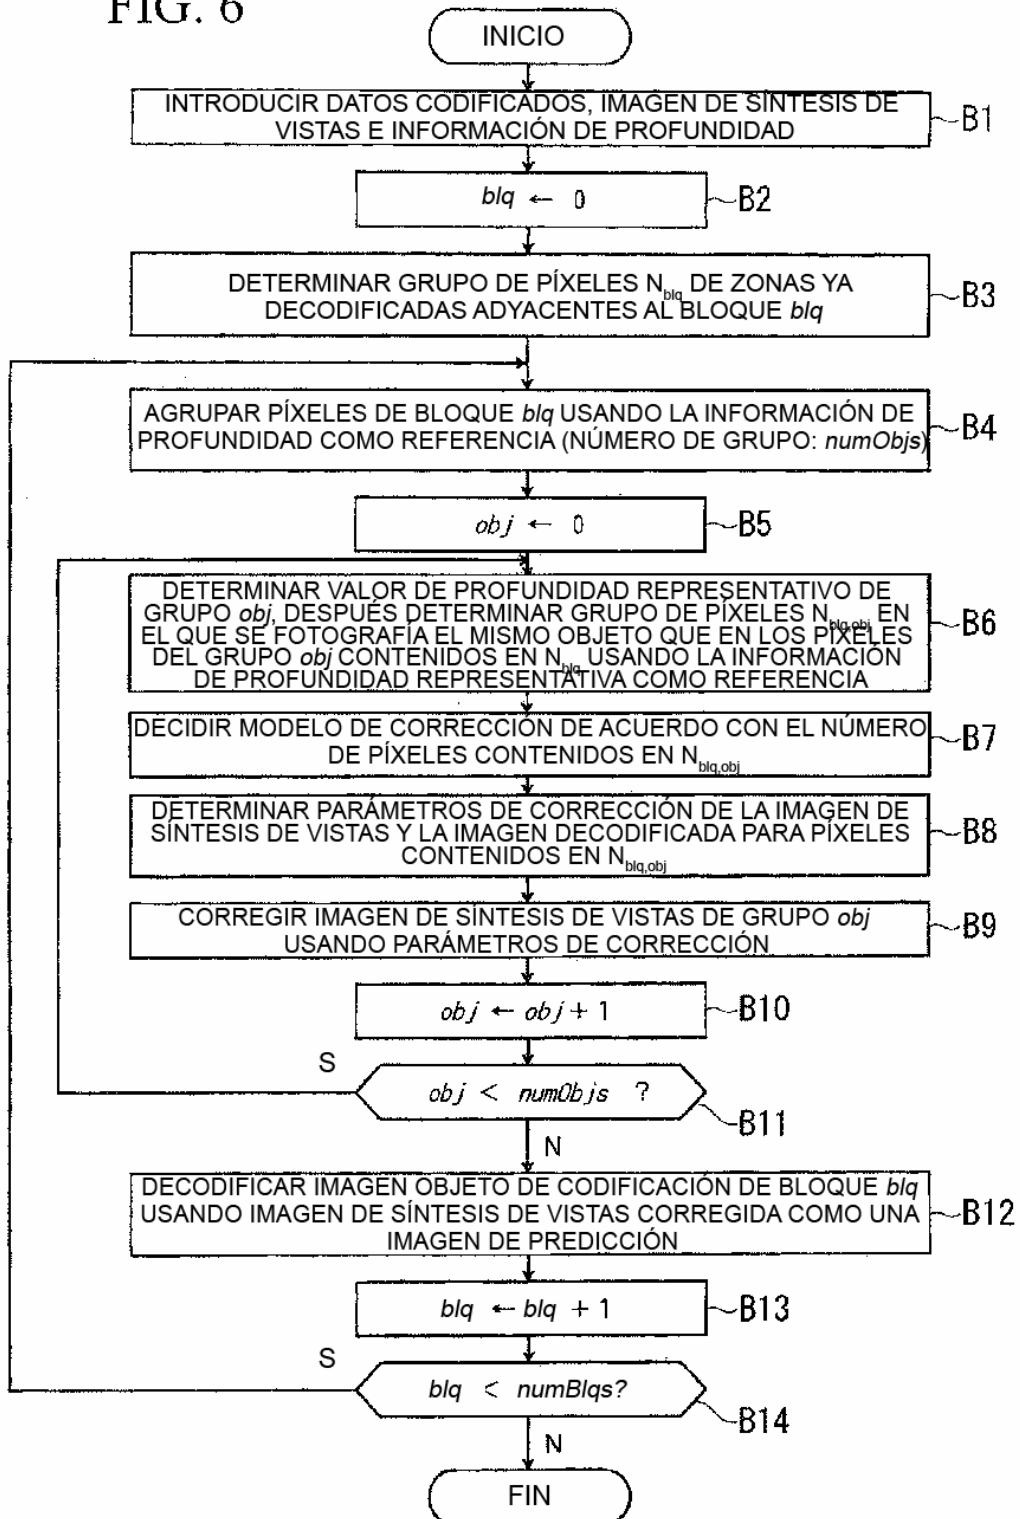 FIG. 6
INICIO
INTRODUCIR DATOS CODIFICADOS, IMAGEN DE SÍNTESIS DE
VISTAS E INFORMACIÓN DE PROFUNDIDAD
B1
blq ← 0
B2
DETERMINAR GRUPO DE PÍXELES N_blq DE ZONAS YA
DECODIFICADAS ADYACENTES AL BLOQUE blq
B3
AGRUPAR PÍXELES DE BLOQUE blq USANDO LA INFORMACIÓN DE
PROFUNDIDAD COMO REFERENCIA (NÚMERO DE GRUPO: numObjs)
B4
obj ← 0
B5
DETERMINAR VALOR DE PROFUNDIDAD REPRESENTATIVO DE
GRUPO obj, DESPUÉS DETERMINAR GRUPO DE PÍXELES N_blq,obj EN
EL QUE SE FOTOGRAFÍA EL MISMO OBJETO QUE EN LOS PÍXELES
DEL GRUPO obj CONTENIDOS EN N_blq USANDO LA INFORMACIÓN
DE PROFUNDIDAD REPRESENTATIVA COMO REFERENCIA
B6
DECIDIR MODELO DE CORRECCIÓN DE ACUERDO CON EL NÚMERO
DE PÍXELES CONTENIDOS EN N_blq,obj
B7
DETERMINAR PARÁMETROS DE CORRECCIÓN DE LA IMAGEN DE
SÍNTESIS DE VISTAS Y LA IMAGEN DECODIFICADA PARA PÍXELES
CONTENIDOS EN N_blq,obj
B8
CORREGIR IMAGEN DE SÍNTESIS DE VISTAS DE GRUPO obj
USANDO PARÁMETROS DE CORRECCIÓN
B9
obj ← obj + 1
B10
S
obj < numObjs ?
B11
N
DECODIFICAR IMAGEN OBJETO DE CODIFICACIÓN DE BLOQUE blq
USANDO IMAGEN DE SÍNTESIS DE VISTAS CORREGIDA COMO UNA
IMAGEN DE PREDICCIÓN
B12
blq ← blq + 1
B13
S
blq < numBlqs?
B14
N
FIN